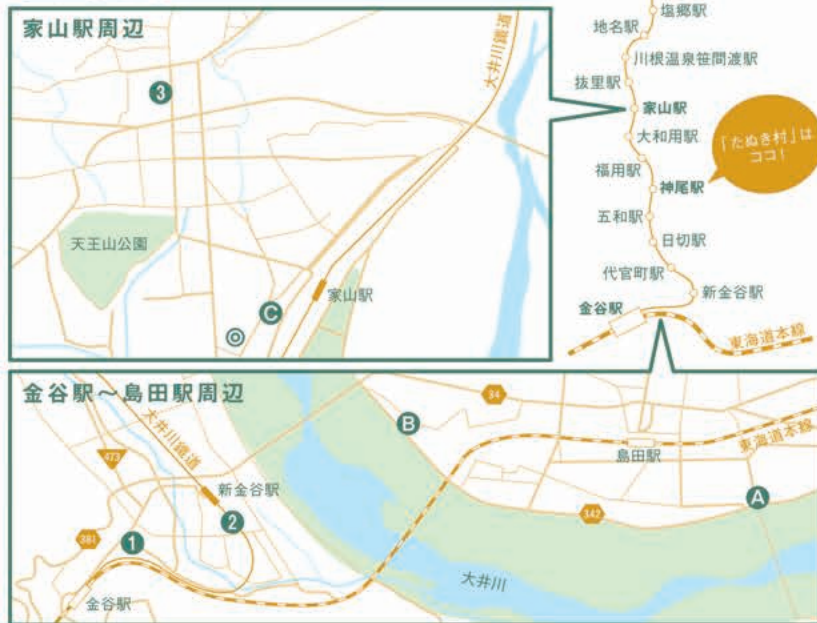 家山駅周辺
大井川鐵道
3
天王山公園
家山駅
C
塩郷駅
地名駅
川根温泉笹間渡駅
抜里駅
家山駅
大和田駅
福用駅
「たぬき村」は
ココ！
神尾駅
五和駅
日切駅
代官町駅
新金谷駅
金谷駅
東海道本線
金谷駅～島田駅周辺
大井川鐵道
473
新金谷駅
381
1
2
金谷駅
B
34
島田駅
東海道本線
A
342
大井川